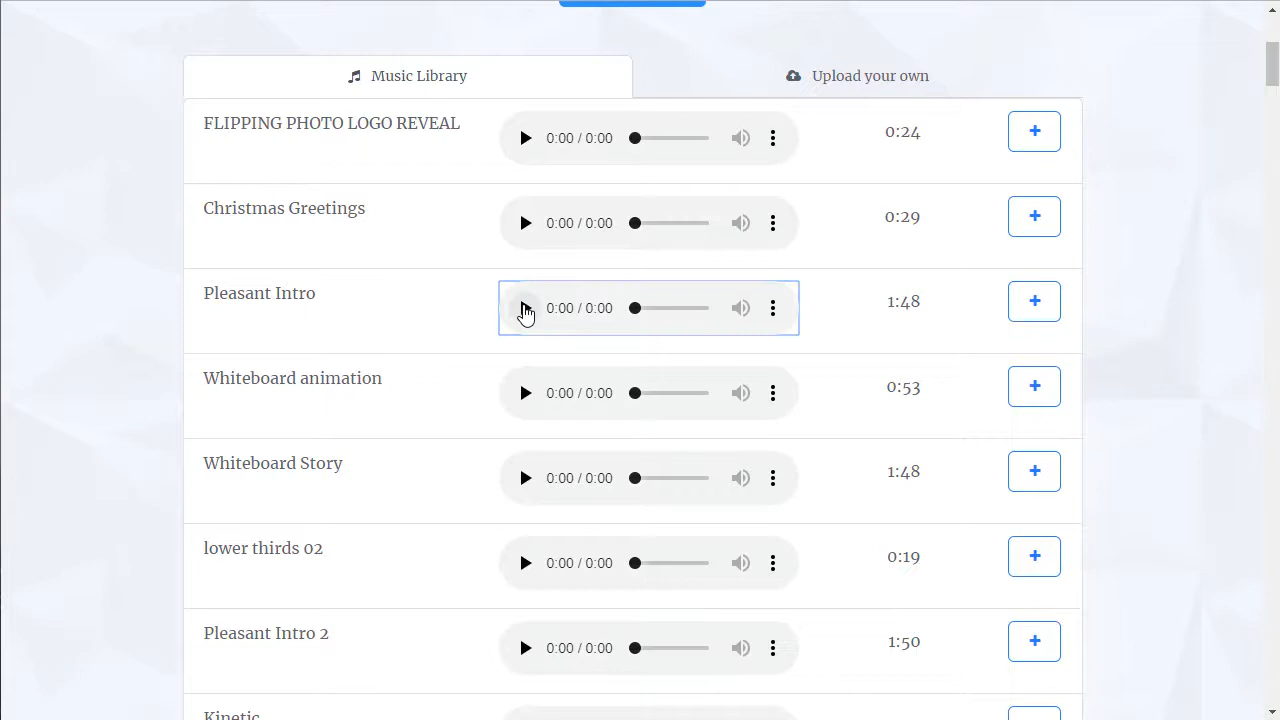 Music Library
Upload your own
FLIPPING PHOTO LOGO REVEAL 0:00 / 0:00 0:24 +
Christmas Greetings 0:00 / 0:00 0:29 +
Pleasant Intro 0:00 / 0:00 1:48 +
Whiteboard animation 0:00 / 0:00 0:53 +
Whiteboard Story 0:00 / 0:00 1:48 +
lower thirds 02 0:00 / 0:00 0:19 +
Pleasant Intro 2 0:00 / 0:00 1:50 +
Kinetic